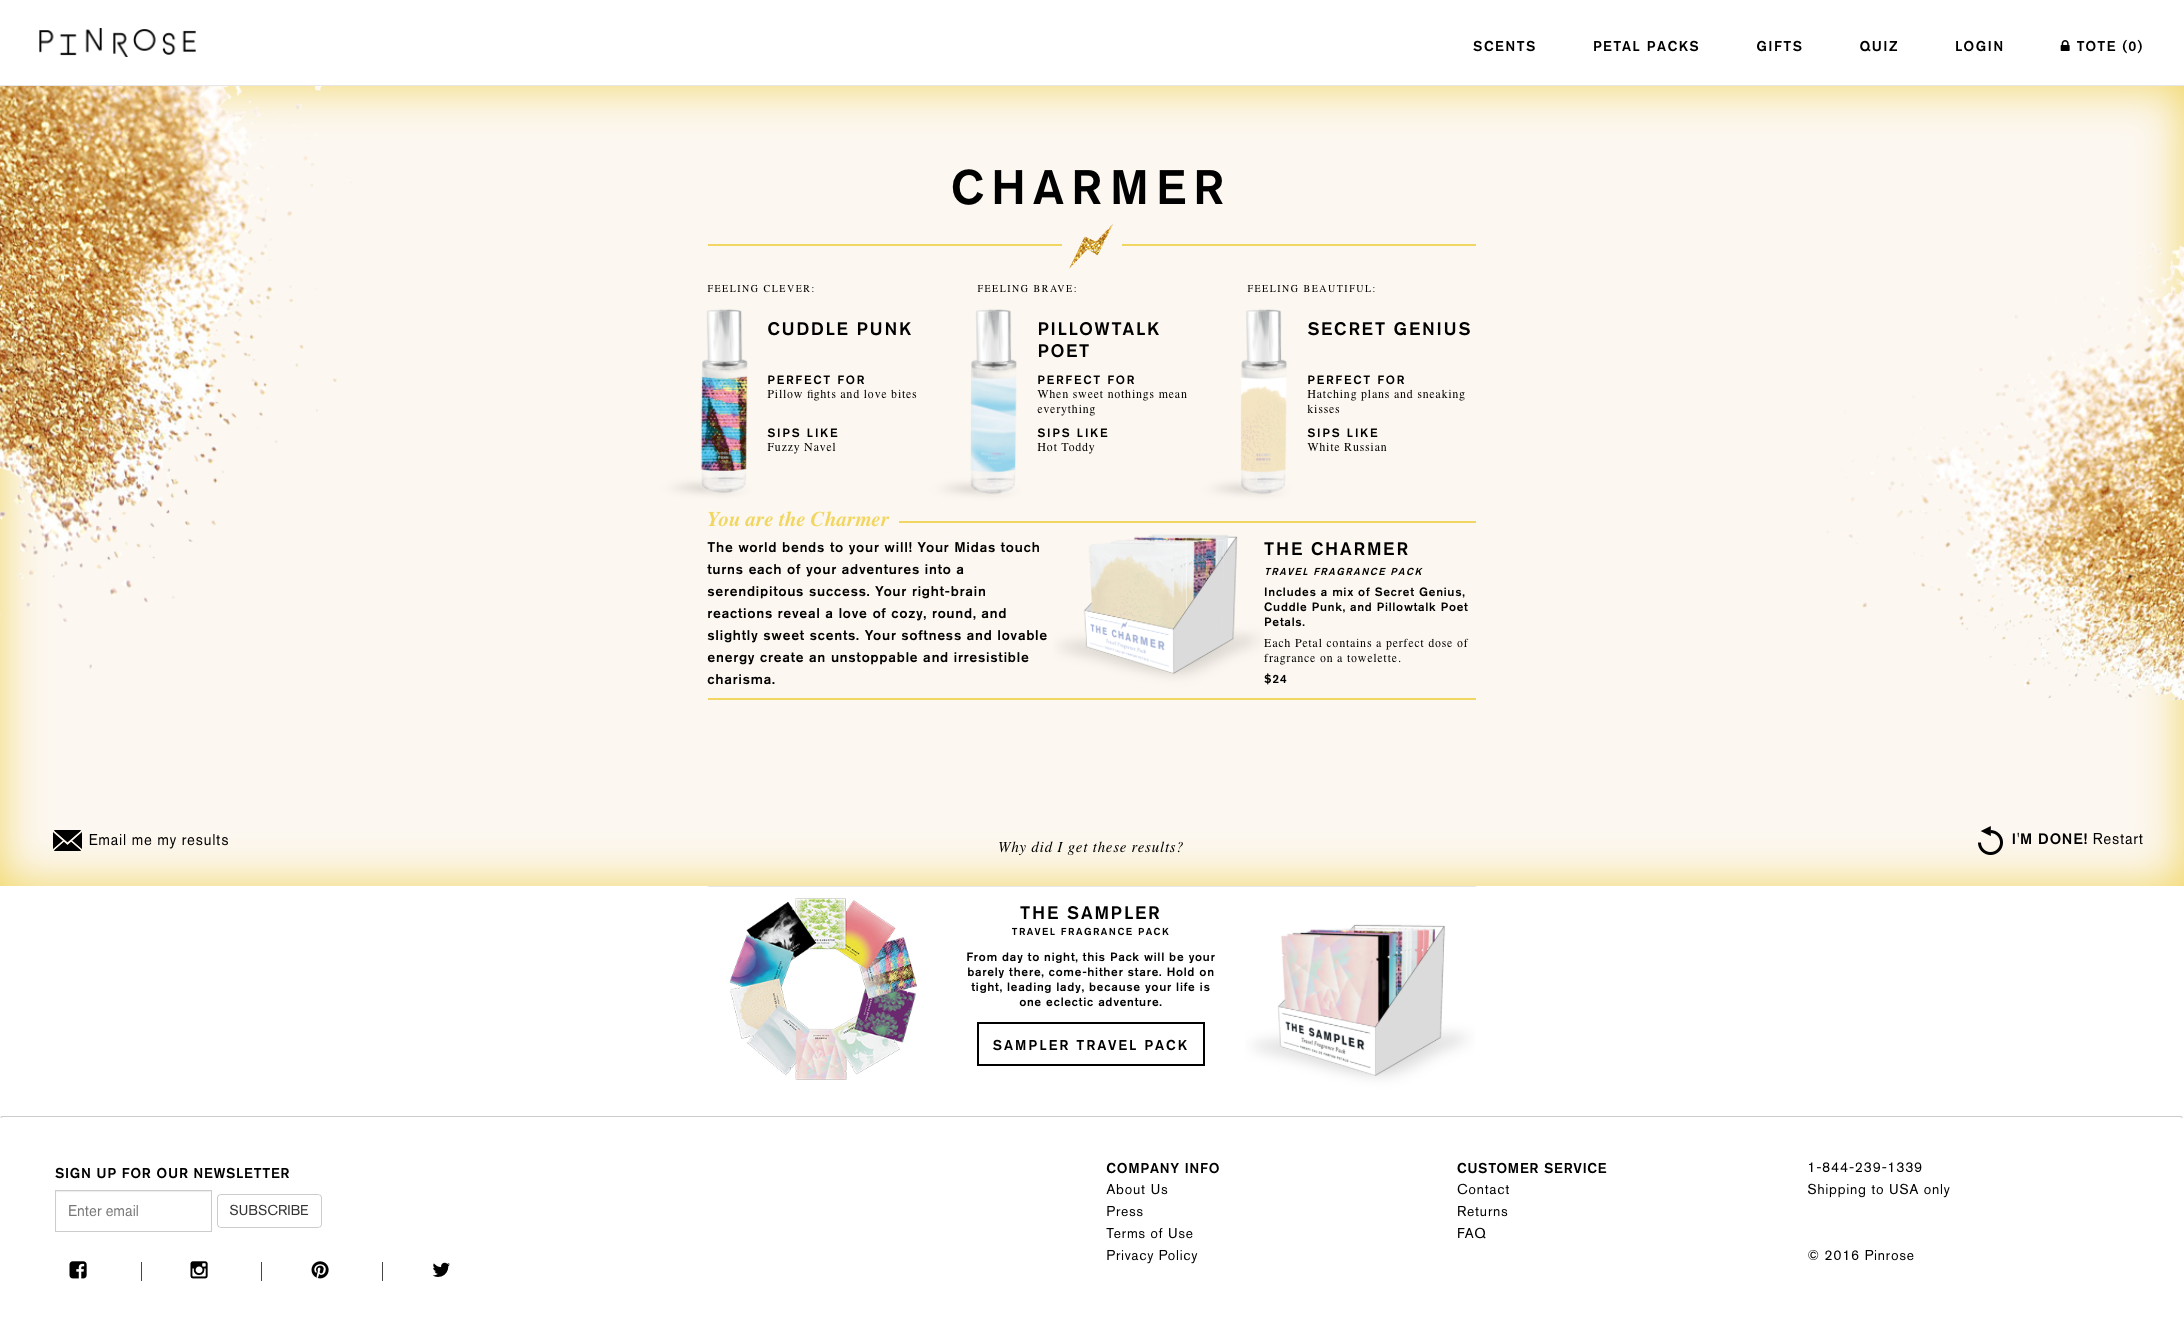 PINROSE
SCENTS
PETAL PACKS
GIFTS
QUIZ
LOGIN
TOTE (0)
CHARMER
FEELING CLEVER:
CUDDLE PUNK
PERFECT FOR
Pillow fights and love bites
SIPS LIKE
Fuzzy Navel
FEELING BRAVE:
PILLOWTALK
POET
PERFECT FOR
When sweet nothings mean
everything
SIPS LIKE
Hot Toddy
FEELING BEAUTIFUL:
SECRET GENIUS
PERFECT FOR
Hatching plans and sneaking
kisses
SIPS LIKE
White Russian
You are the Charmer
The world bends to your will! Your Midas touch
turns each of your adventures into a
serendipitous success. Your right-brain
reactions reveal a love of cozy, round, and
slightly sweet scents. Your softness and lovable
energy create an unstoppable and irresistible
charisma.
THE CHARMER
Travel Fragrance Pack
THE CHARMER
TRAVEL FRAGRANCE PACK
Includes a mix of Secret Genius,
Cuddle Punk, and Pillowtalk Poet
Petals.
Each Petal contains a perfect dose of
fragrance on a towelette.
$24
Email me my results
Why did I get these results?
I'M DONE! Restart
THE SAMPLER
TRAVEL FRAGRANCE PACK
From day to night, this Pack will be your
barely there, come-hither stare. Hold on
tight, leading lady, because your life is
one eclectic adventure.
SAMPLER TRAVEL PACK
THE SAMPLER
Travel Fragrance Pack
SIGN UP FOR OUR NEWSLETTER
Enter email
SUBSCRIBE
COMPANY INFO
About Us
Press
Terms of Use
Privacy Policy
CUSTOMER SERVICE
Contact
Returns
FAQ
1-844-239-1339
Shipping to USA only
© 2016 Pinrose